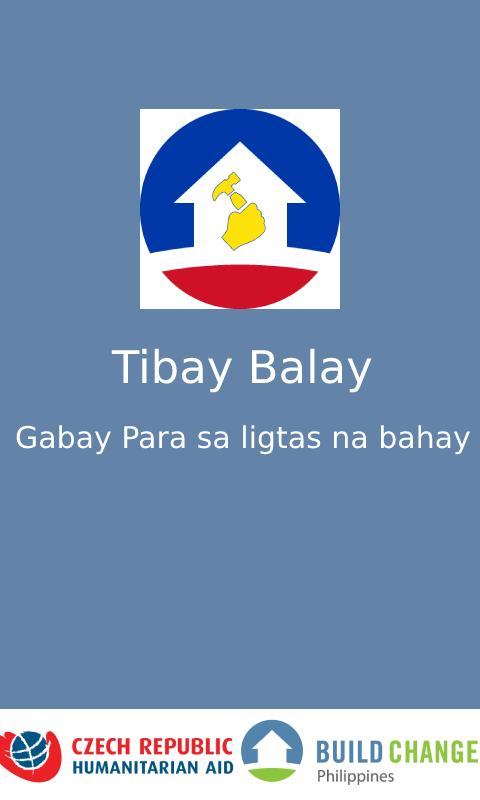 Tibay Balay
Gabay Para sa ligtas na bahay
CZECH REPUBLIC
HUMANITARIAN AID
BUILD CHANGE
Philippines